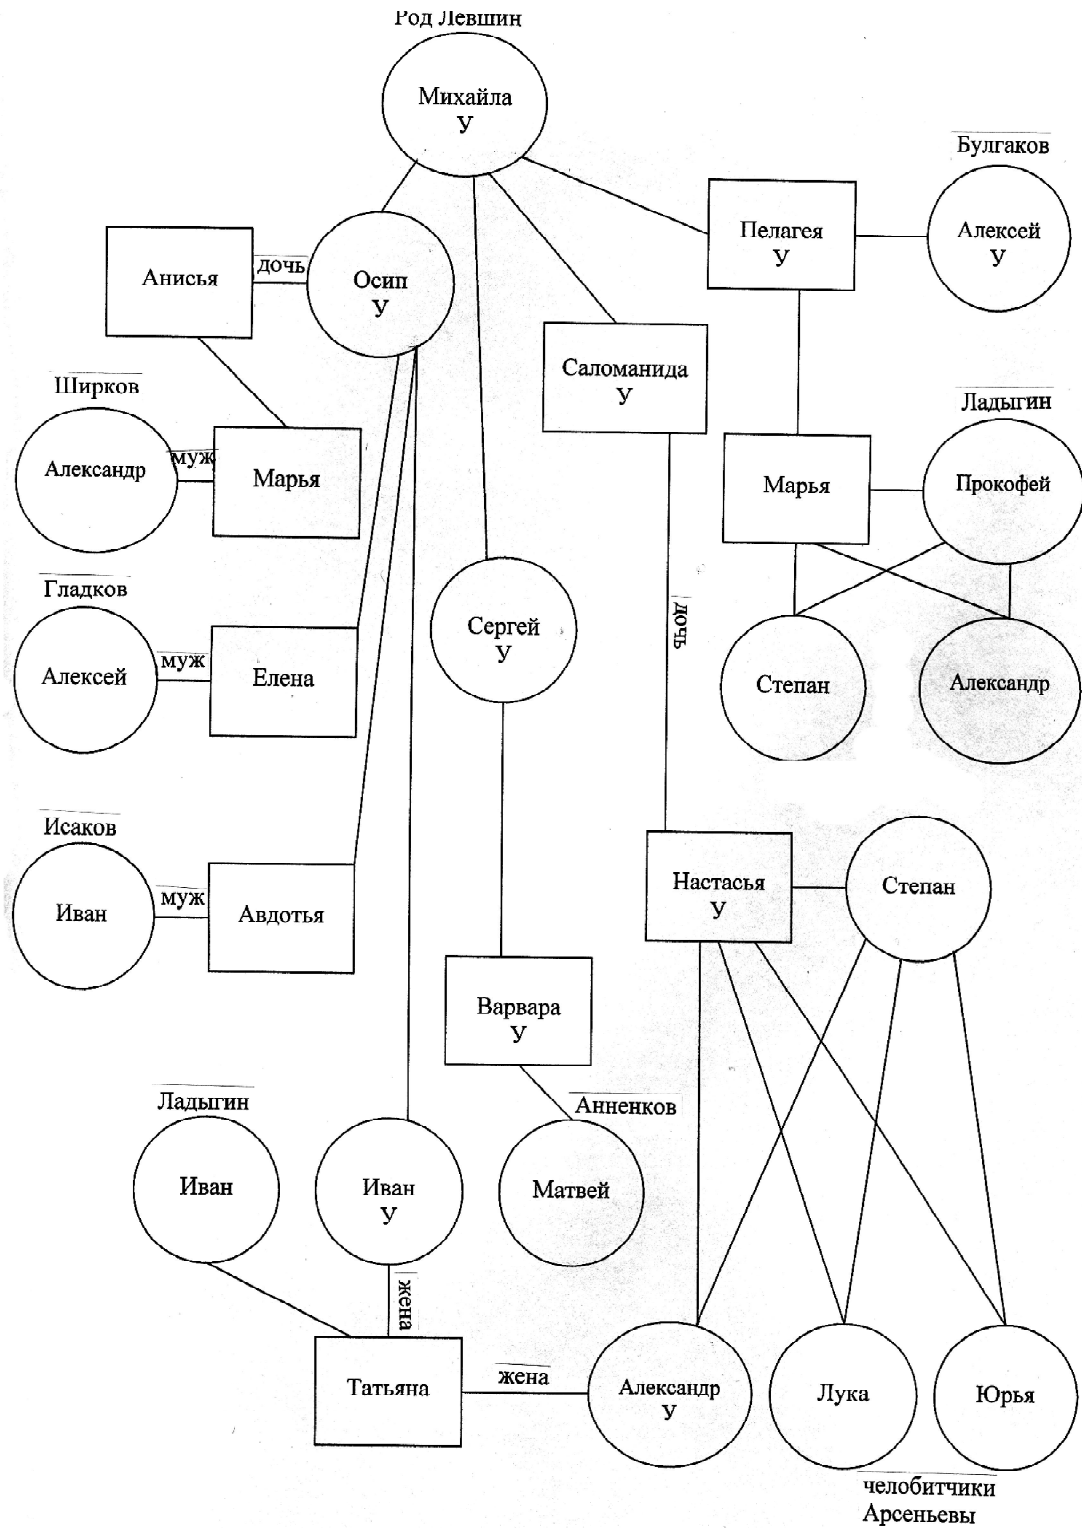 Род Левшин
Михайла
У
Булгаков
Пелагея
У
Алексей
У
Анисья
дочь
Осип
У
Саломанида
У
Ширков
Александр
муж
Марья
Ладыгин
Марья
Прокофей
Гладков
Алексей
муж
Елена
Сергей
У
дочь
Степан
Александр
Исаков
Иван
муж
Авдотья
Настасья
У
Степан
Варвара
У
Ладыгин
Иван
Иван
У
Анненков
Матвей
жена
Татьяна
жена
Александр
У
Лука
Юрья
челобитчики
Арсеньевы